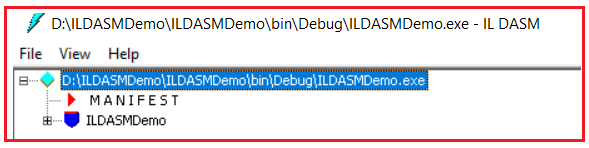 D:\ILDASMDemo\ILDASMDemo\bin\Debug\ILDASMDemo.exe - IL DASM
File View Help
D:\ILDASMDemo\ILDASMDemo\bin\Debug\ILDASMDemo.exe
M A N I F E S T
ILDASMDemo